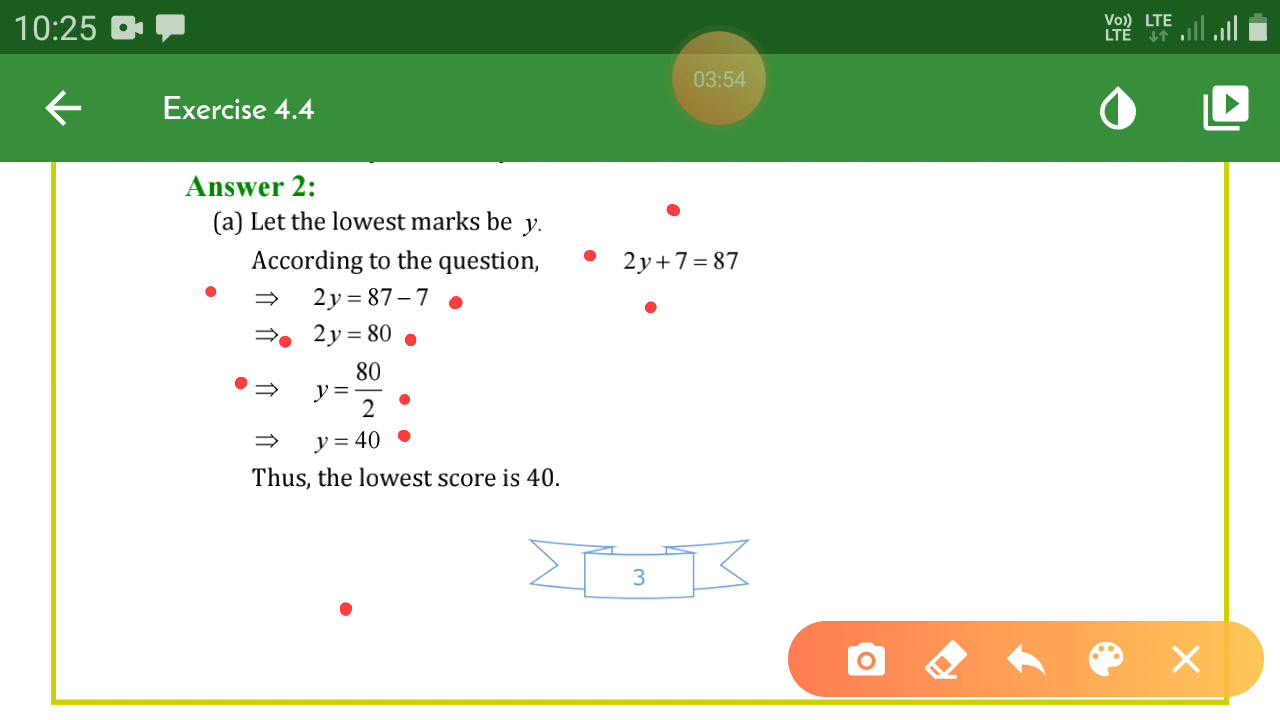 10:25 Vo)) LTE LTE
03:54
Exercise 4.4
Answer 2:
(a) Let the lowest marks be y.
According to the question, 2y + 7 = 87
⇒ 2y = 87 – 7
⇒ 2y = 80
⇒ y = 80/2
⇒ y = 40
Thus, the lowest score is 40.
3